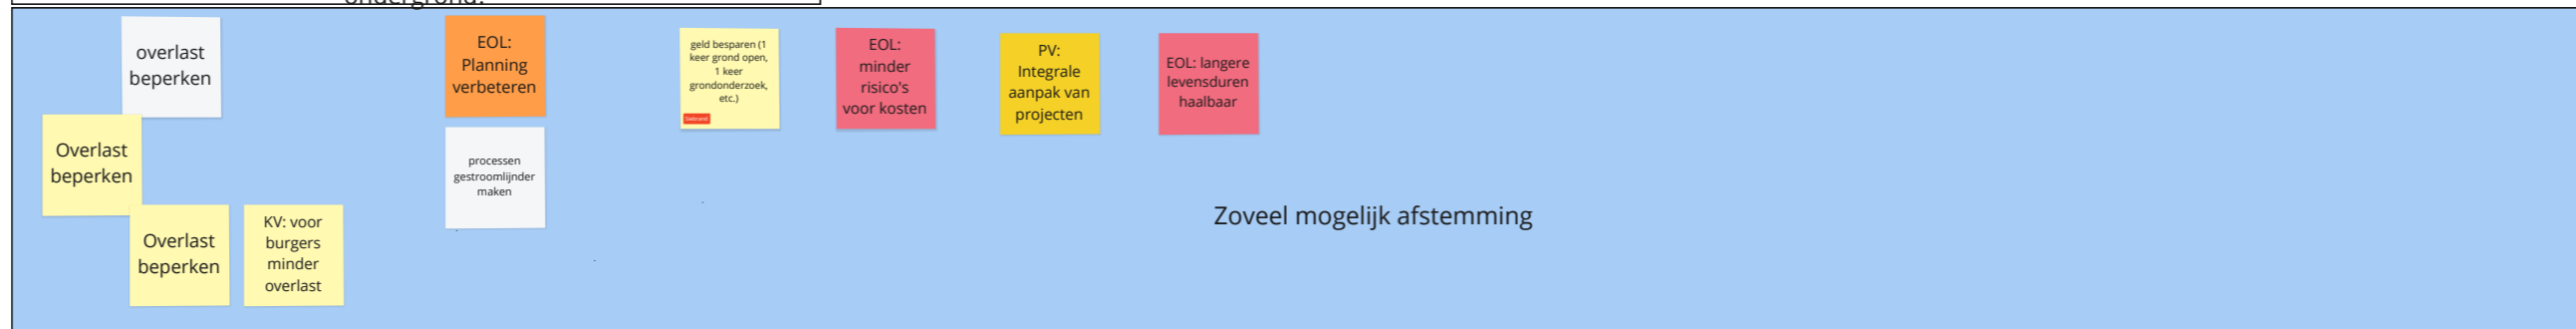 ondergrond?
overlast
beperken
Overlast
beperken
Overlast
beperken
KV: voor
burgers
minder
overlast
EOL:
Planning
verbeteren
processen
gestroomlijnder
maken
geld besparen (1
keer grond open,
1 keer
grondonderzoek,
etc.)
EOL:
minder
risico's
voor kosten
PV:
Integrale
aanpak van
projecten
EOL: langere
levensduren
haalbaar
Zoveel mogelijk afstemming